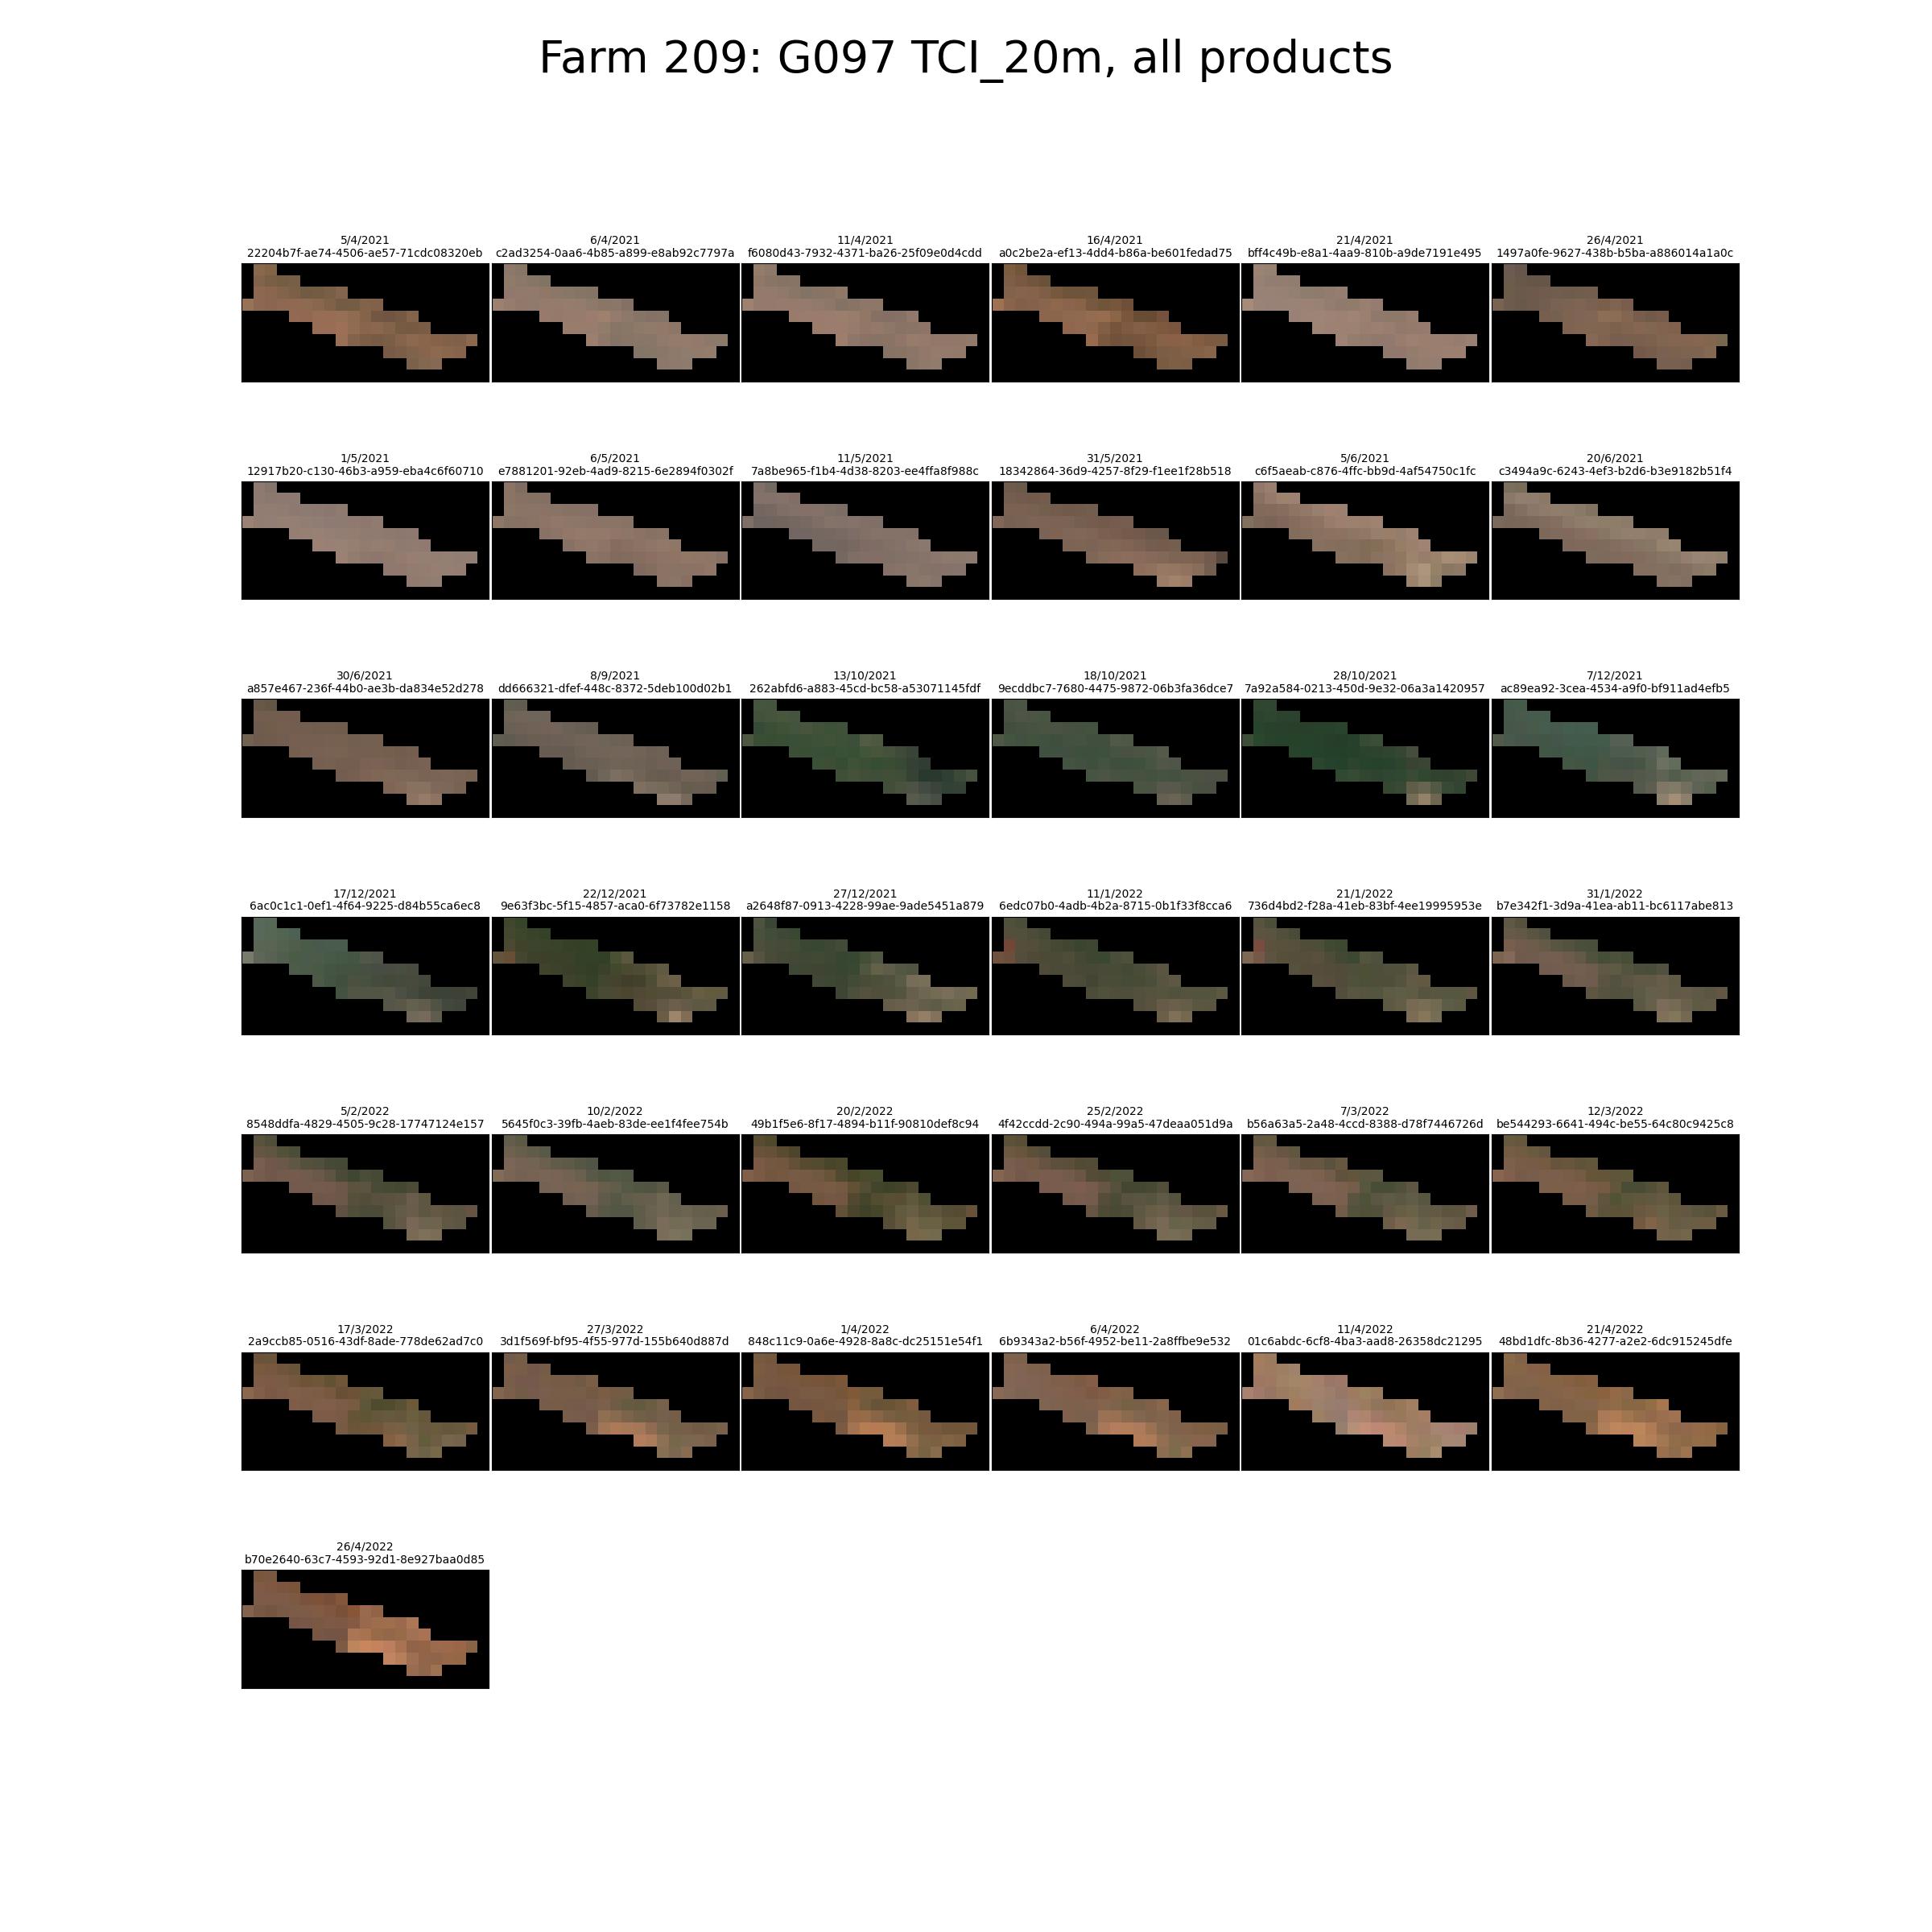 Farm 209: G097 TCI_20m, all products
5/4/2021
22204b7f-ae74-4506-ae57-71cdc08320eb
6/4/2021
c2ad3254-0aa6-4b85-a899-e8ab92c7797a
11/4/2021
f6080d43-7932-4371-ba26-25f09e0d4cdd
16/4/2021
a0c2be2a-ef13-4dd4-b86a-be601fedad75
21/4/2021
bff4c49b-e8a1-4aa9-810b-a9de7191e495
26/4/2021
1497a0fe-9627-438b-b5ba-a886014a1a0c
1/5/2021
12917b20-c130-46b3-a959-eba4c6f60710
6/5/2021
e7881201-92eb-4ad9-8215-6e2894f0302f
11/5/2021
7a8be965-f1b4-4d38-8203-ee4ffa8f988c
31/5/2021
18342864-36d9-4257-8f29-f1ee1f28b518
5/6/2021
c6f5aeab-c876-4ffc-bb9d-4af54750c1fc
20/6/2021
c3494a9c-6243-4ef3-b2d6-b3e9182b51f4
30/6/2021
a857e467-236f-44b0-ae3b-da834e52d278
8/9/2021
dd666321-dfef-448c-8372-5deb100d02b1
13/10/2021
262abfd6-a883-45cd-bc58-a53071145fdf
18/10/2021
9ecddbc7-7680-4475-9872-06b3fa36dce7
28/10/2021
7a92a584-0213-450d-9e32-06a3a1420957
7/12/2021
ac89ea92-3cea-4534-a9f0-bf911ad4efb5
17/12/2021
6ac0c1c1-0ef1-4f64-9225-d84b55ca6ec8
22/12/2021
9e63f3bc-5f15-4857-aca0-6f73782e1158
27/12/2021
a2648f87-0913-4228-99ae-9ade5451a879
11/1/2022
6edc07b0-4adb-4b2a-8715-0b1f33f8cca6
21/1/2022
736d4bd2-f28a-41eb-83bf-4ee19995953e
31/1/2022
b7e342f1-3d9a-41ea-ab11-bc6117abe813
5/2/2022
8548ddfa-4829-4505-9c28-17747124e157
10/2/2022
5645f0c3-39fb-4aeb-83de-ee1f4fee754b
20/2/2022
49b1f5e6-8f17-4894-b11f-90810def8c94
25/2/2022
4f42ccdd-2c90-494a-99a5-47deaa051d9a
7/3/2022
b56a63a5-2a48-4ccd-8388-d78f7446726d
12/3/2022
be544293-6641-494c-be55-64c80c9425c8
17/3/2022
2a9ccb85-0516-43df-8ade-778de62ad7c0
27/3/2022
3d1f569f-bf95-4f55-977d-155b640d887d
1/4/2022
848c11c9-0a6e-4928-8a8c-dc25151e54f1
6/4/2022
6b9343a2-b56f-4952-be11-2a8ffbe9e532
11/4/2022
01c6abdc-6cf8-4ba3-aad8-26358dc21295
21/4/2022
48bd1dfc-8b36-4277-a2e2-6dc915245dfe
26/4/2022
b70e2640-63c7-4593-92d1-8e927baa0d85